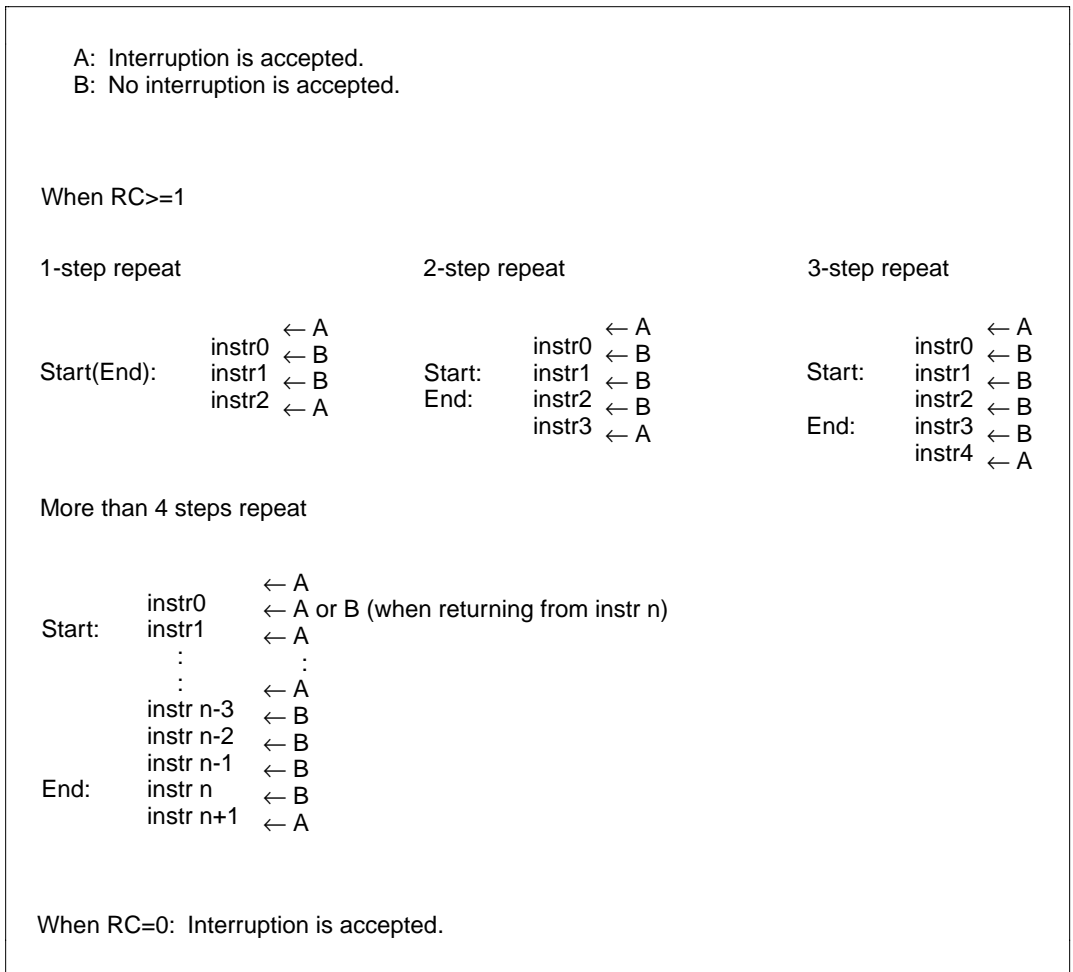 A: Interruption is accepted.
B: No interruption is accepted.
When RC>=1
1-step repeat
← A
instr0 ← B
Start(End): instr1 ← B
instr2 ← A
2-step repeat
← A
instr0 ← B
Start: instr1 ← B
End: instr2 ← B
instr3 ← A
3-step repeat
← A
instr0 ← B
Start: instr1 ← B
instr2 ← B
End: instr3 ← B
instr4 ← A
More than 4 steps repeat
← A
instr0 ← A or B (when returning from instr n)
Start: instr1 ← A
: :
: ← A
instr n-3 ← B
instr n-2 ← B
instr n-1 ← B
End: instr n ← B
instr n+1 ← A
When RC=0: Interruption is accepted.